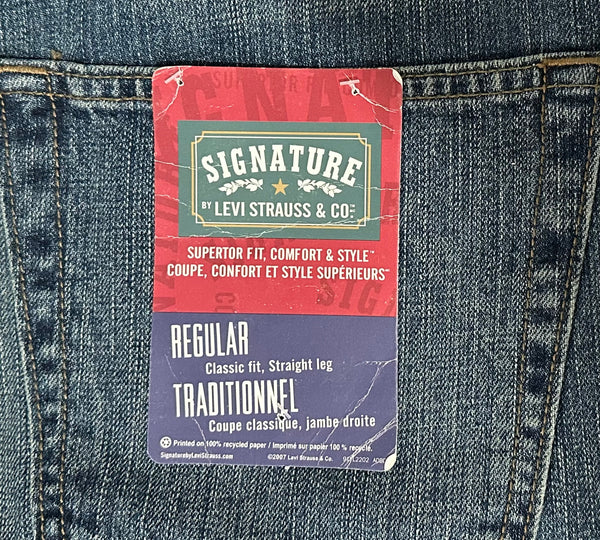 SIGNATURE
BY LEVI STRAUSS & CO.™
SUPERTOR FIT, COMFORT & STYLE™
COUPE, CONFORT ET STYLE SUPÉRIEURS™
REGULAR
Classic fit, Straight leg
TRADITIONNEL
Coupe classique, jambe droite
Printed on 100% recycled paper / Imprimé sur papier 100 % recyclé.
SignaturebyLeviStrauss.com ©2007 Levi Strauss & Co.